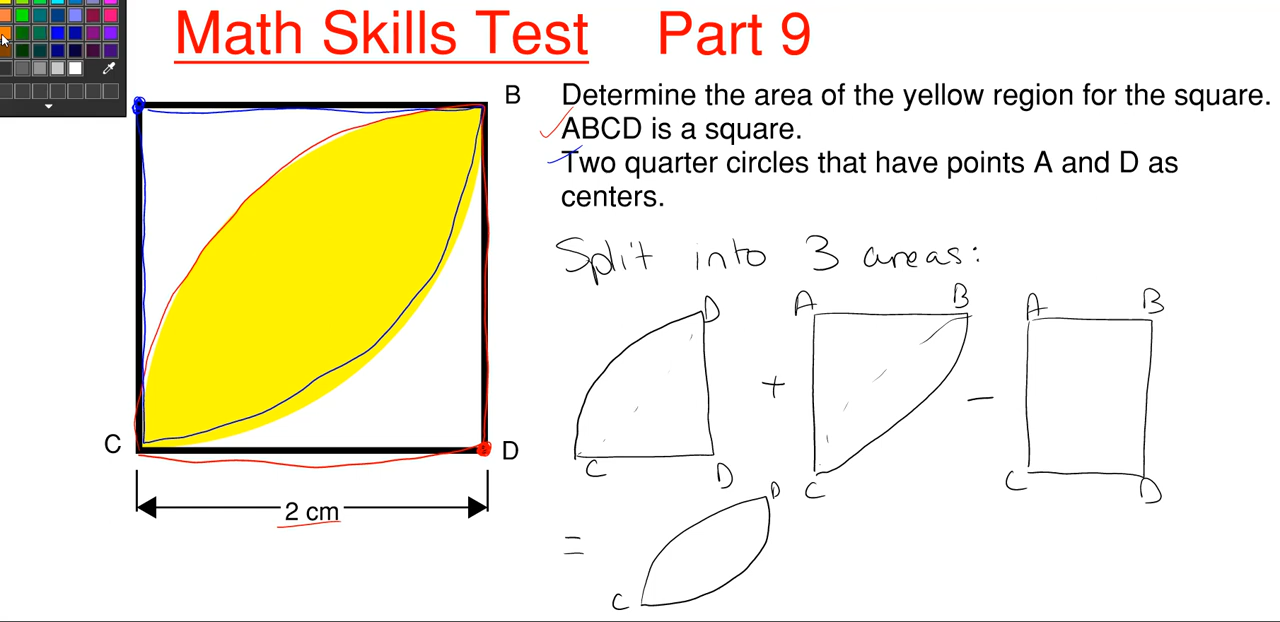 Math Skills Test Part 9
B
Determine the area of the yellow region for the square.
ABCD is a square.
Two quarter circles that have points A and D as
centers.
Split into 3 areas:
D
A
B
A
B
+
−
C
D
C
D
C
D
2 cm
C
D
=
D
C